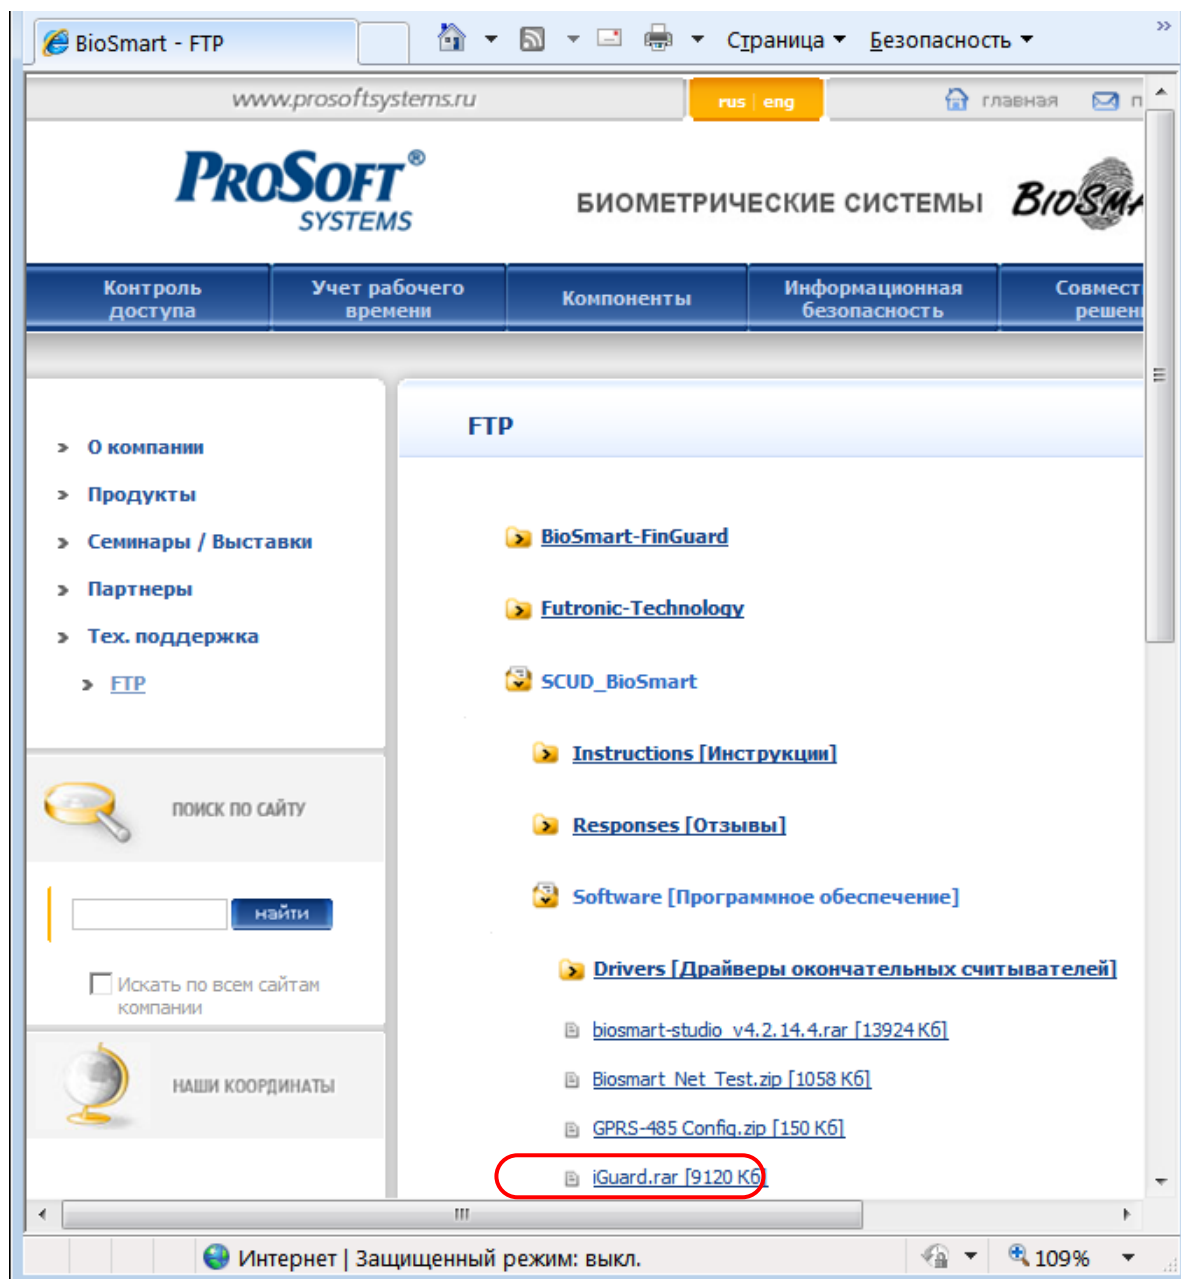 BioSmart - FTP
Страница
Безопасность
www.prosoftsystems.ru
rus | eng
главная
п
PROSOFT®
SYSTEMS
БИОМЕТРИЧЕСКИЕ СИСТЕМЫ
BIOSMA
Контроль
доступа
Учет рабочего
времени
Компоненты
Информационная
безопасность
Совмест
решен
О компании
Продукты
Семинары / Выставки
Партнеры
Тех. поддержка
FTP
ПОИСК ПО САЙТУ
найти
Искать по всем сайтам
компании
НАШИ КООРДИНАТЫ
FTP
BioSmart-FinGuard
Futronic-Technology
SCUD_BioSmart
Instructions [Инструкции]
Responses [Отзывы]
Software [Программное обеспечение]
Drivers [Драйверы окончательных считывателей]
biosmart-studio_v4.2.14.4.rar [13924 Кб]
Biosmart_Net_Test.zip [1058 Кб]
GPRS-485 Config.zip [150 Кб]
iGuard.rar [9120 Кб]
Интернет | Защищенный режим: выкл.
109%